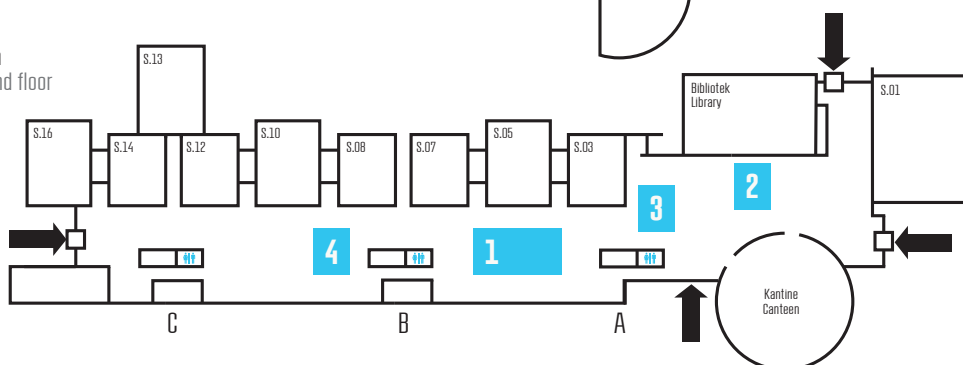 nd floor
S.13
Bibliotek
Library
S.01
S.16
S.14
S.12
S.10
S.08
S.07
S.05
S.03
2
3
4
1
Kantine
Canteen
C
B
A